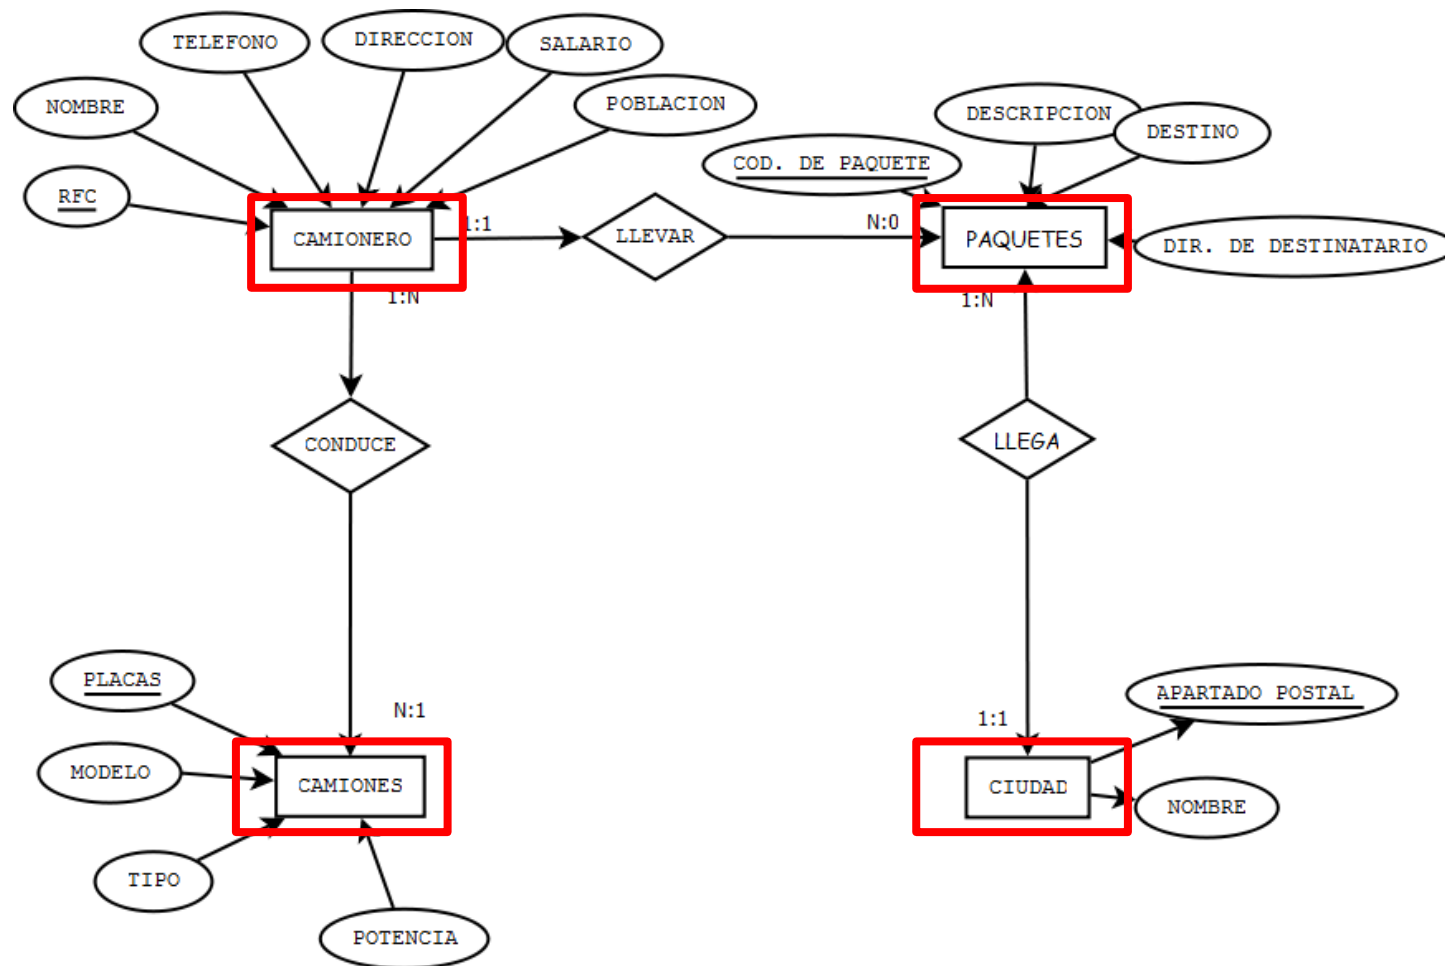 TELEFONO
DIRECCION
SALARIO
NOMBRE
POBLACION
DESCRIPCION
DESTINO
COD. DE PAQUETE
RFC
CAMIONERO
1:1
LLEVAR
N:0
PAQUETES
DIR. DE DESTINATARIO
1:N
1:N
CONDUCE
LLEGA
PLACAS
N:1
1:1
APARTADO POSTAL
MODELO
CAMIONES
CIUDAD
NOMBRE
TIPO
POTENCIA